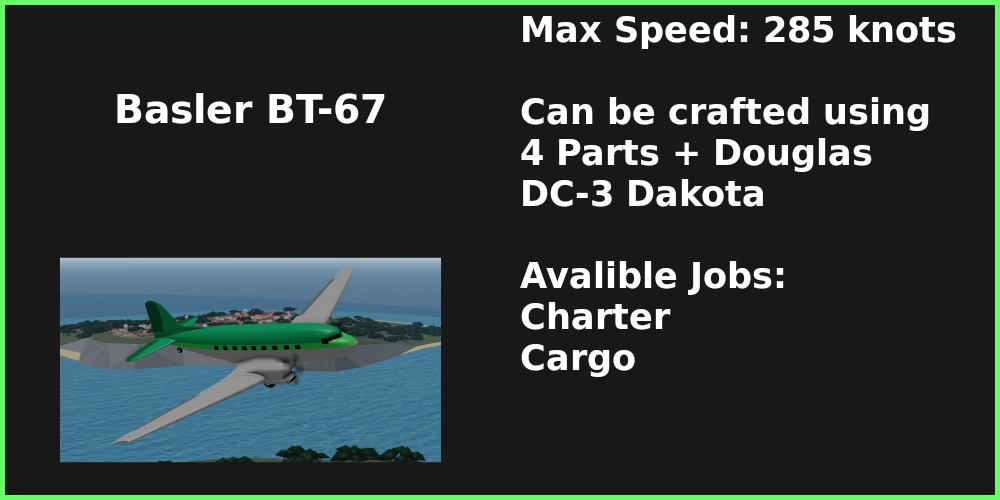 Basler BT-67
Max Speed: 285 knots
Can be crafted using
4 Parts + Douglas
DC-3 Dakota
Avalible Jobs:
Charter
Cargo